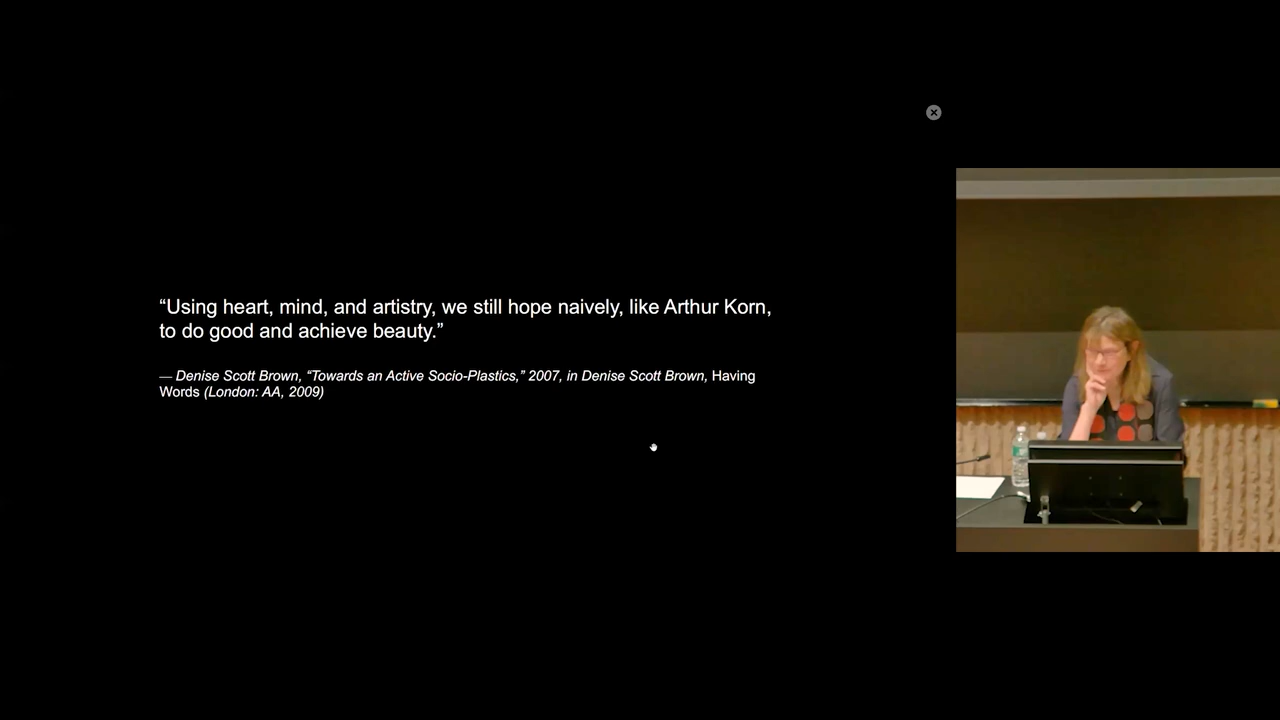 “Using heart, mind, and artistry, we still hope naively, like Arthur Korn,
to do good and achieve beauty.”
— Denise Scott Brown, “Towards an Active Socio-Plastics,” 2007, in Denise Scott Brown, Having
Words (London: AA, 2009)